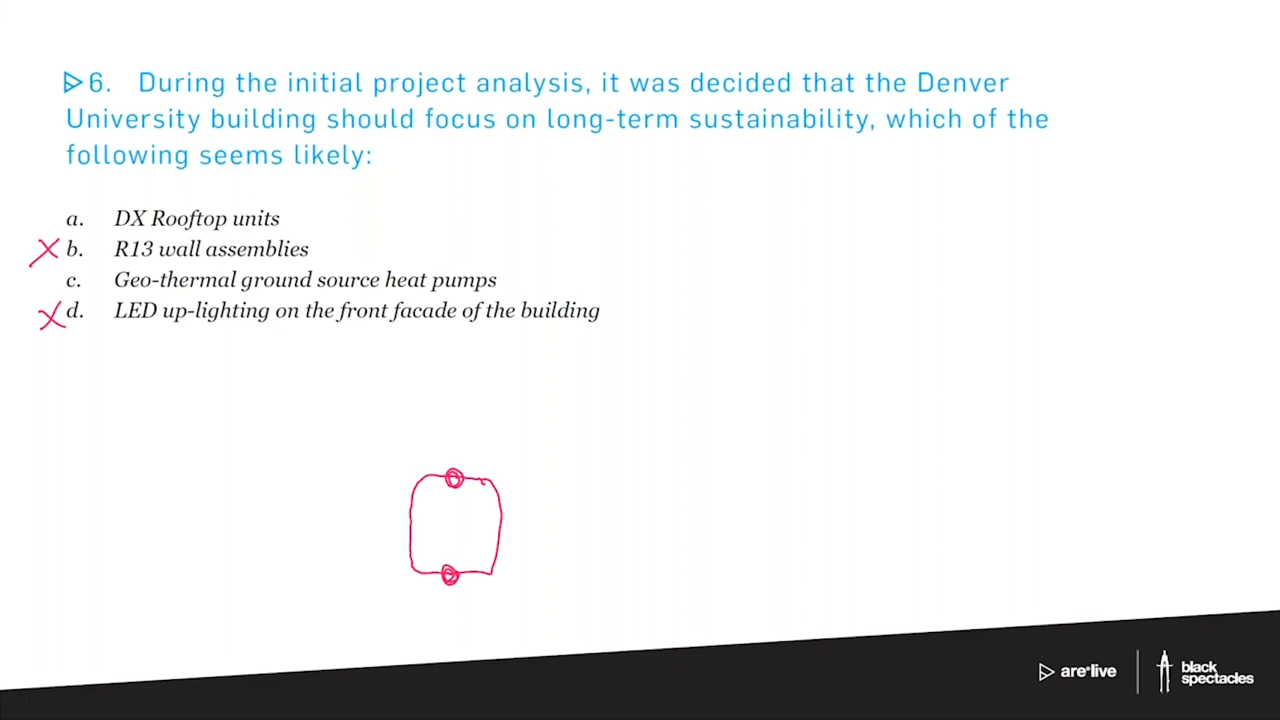 6. During the initial project analysis, it was decided that the Denver
University building should focus on long-term sustainability, which of the
following seems likely:
a. DX Rooftop units
X b. R13 wall assemblies
c. Geo-thermal ground source heat pumps
X d. LED up-lighting on the front facade of the building
are*live
black
spectacles